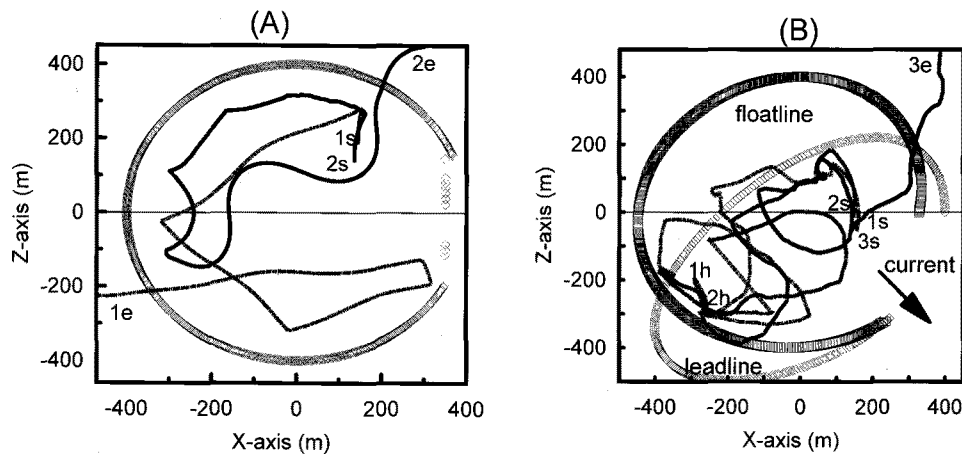 (A)
400
200
0
-200
-400
Z-axis (m)
2e
1s
2s
1e
-400 -200 0 200 400
X-axis (m)
(B)
400
200
0
-200
-400
Z-axis (m)
3e
floatline
2s
1s
3s
current
1h
2h
leadline
-400 -200 0 200 400
X-axis (m)